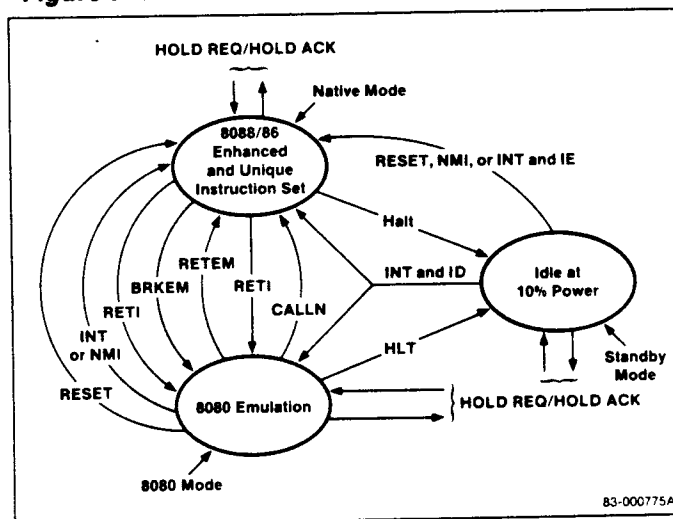 HOLD REQ/HOLD ACK
Native Mode
8088/86
Enhanced
and Unique
Instruction Set
RESET, NMI, or INT and IE
Halt
RETEM
INT and ID
Idle at
10% Power
BRKEM
RETI
RETI
CALLN
INT
or NMI
HLT
Standby
Mode
RESET
8080 Emulation
HOLD REQ/HOLD ACK
8080 Mode
83-000775A